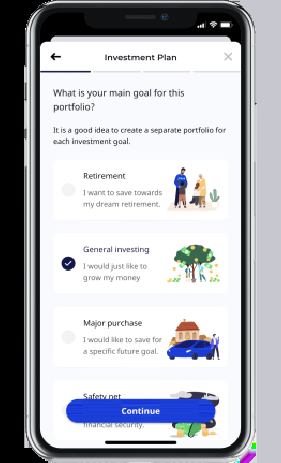 Investment Plan
What is your main goal for this
portfolio?
It is a good idea to create a separate portfolio for
each investment goal.
Retirement
I want to save towards
my dream retirement.
General investing
I would just like to
grow my money
Major purchase
I would like to save for
a specific future goal.
Safety net
Continue
financial security.